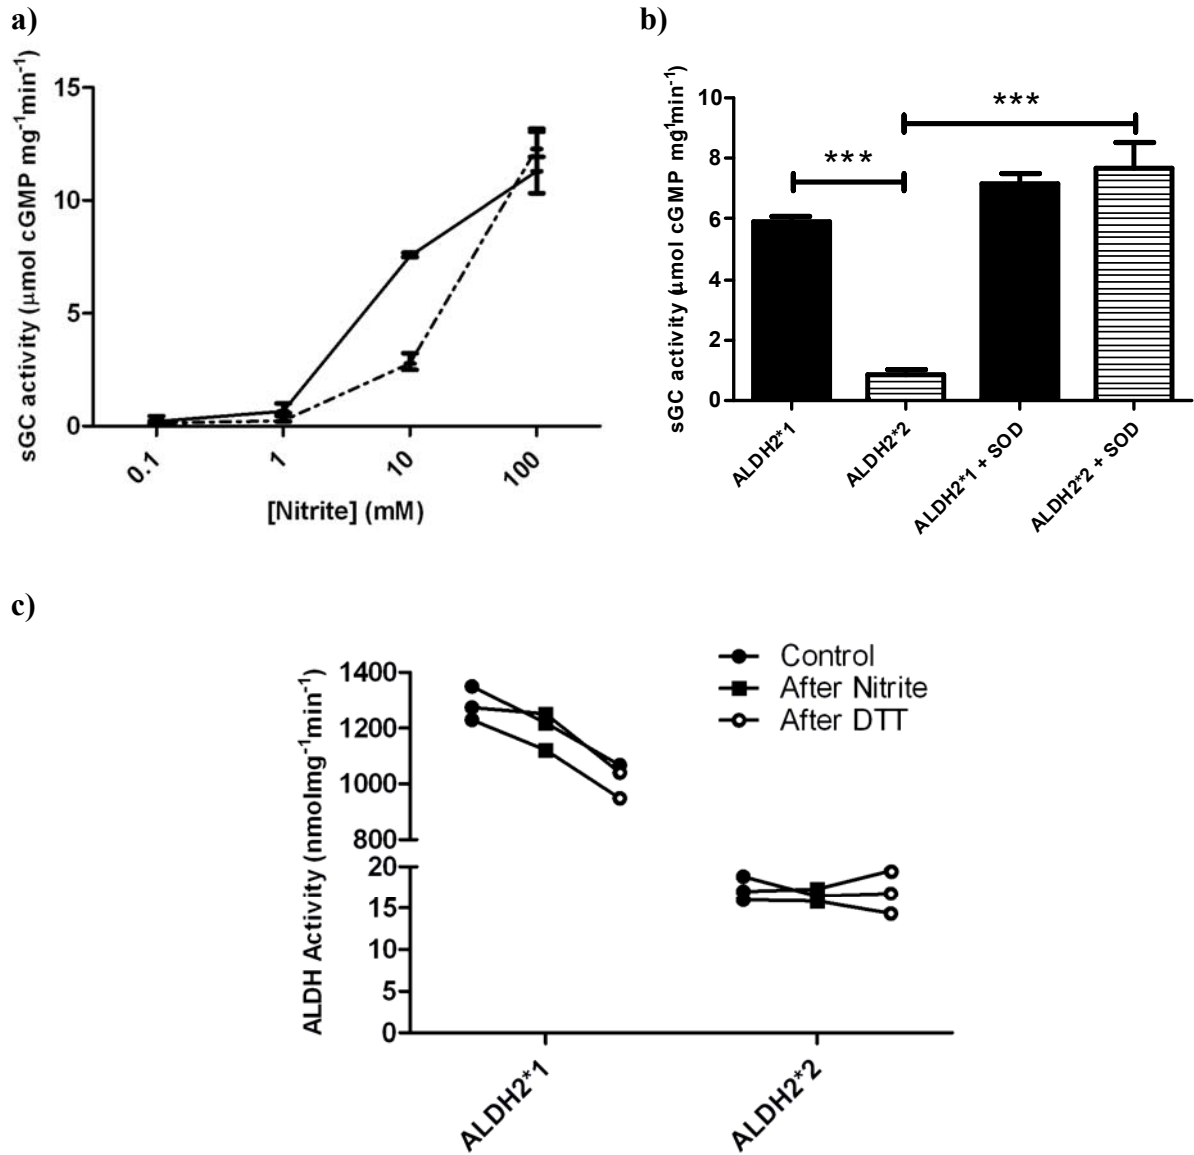 a)
sGC activity (μmol cGMP mg⁻¹min⁻¹)
15
10
5
0
0.1
1
10
100
[Nitrite] (mM)
b)
sGC activity (μmol cGMP mg¹min⁻¹)
10
8
6
4
2
0
***
***
ALDH2*1
ALDH2*2
ALDH2*1 + SOD
ALDH2*2 + SOD
c)
ALDH Activity (nmolmg⁻¹min⁻¹)
1400
1200
1000
800
20
15
10
5
0
Control
After Nitrite
After DTT
ALDH2*1
ALDH2*2